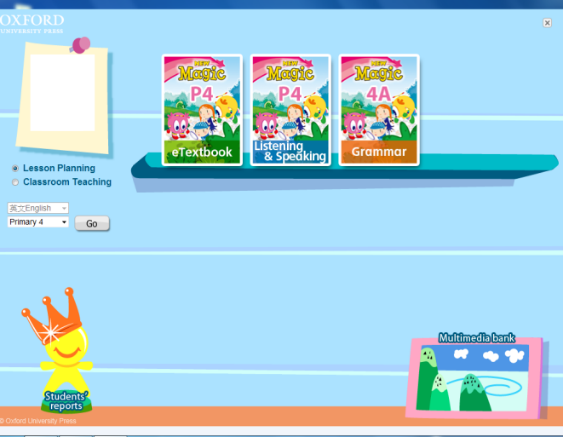 OXFORD
UNIVERSITY PRESS
NEW
Magic
P4
eTextbook
NEW
Magic
P4
Listening
& Speaking
NEW
Magic
4A
Grammar
Lesson Planning
Classroom Teaching
英文English
Primary 4
Go
Multimedia bank
Students'
reports
© Oxford University Press